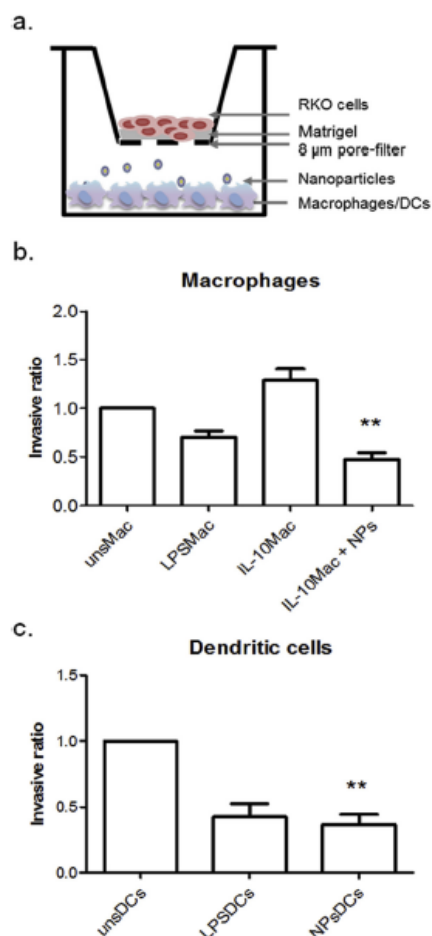 a.
RKO cells
Matrigel
8 µm pore-filter
Nanoparticles
Macrophages/DCs
b.
Macrophages
Invasive ratio
2.0
1.5
1.0
0.5
0.0
**
unsMac
LPSMac
IL-10Mac
IL-10Mac + NPs
c.
Dendritic cells
Invasive ratio
1.5
1.0
0.5
0.0
**
unsDCs
LPSDCs
NPsDCs